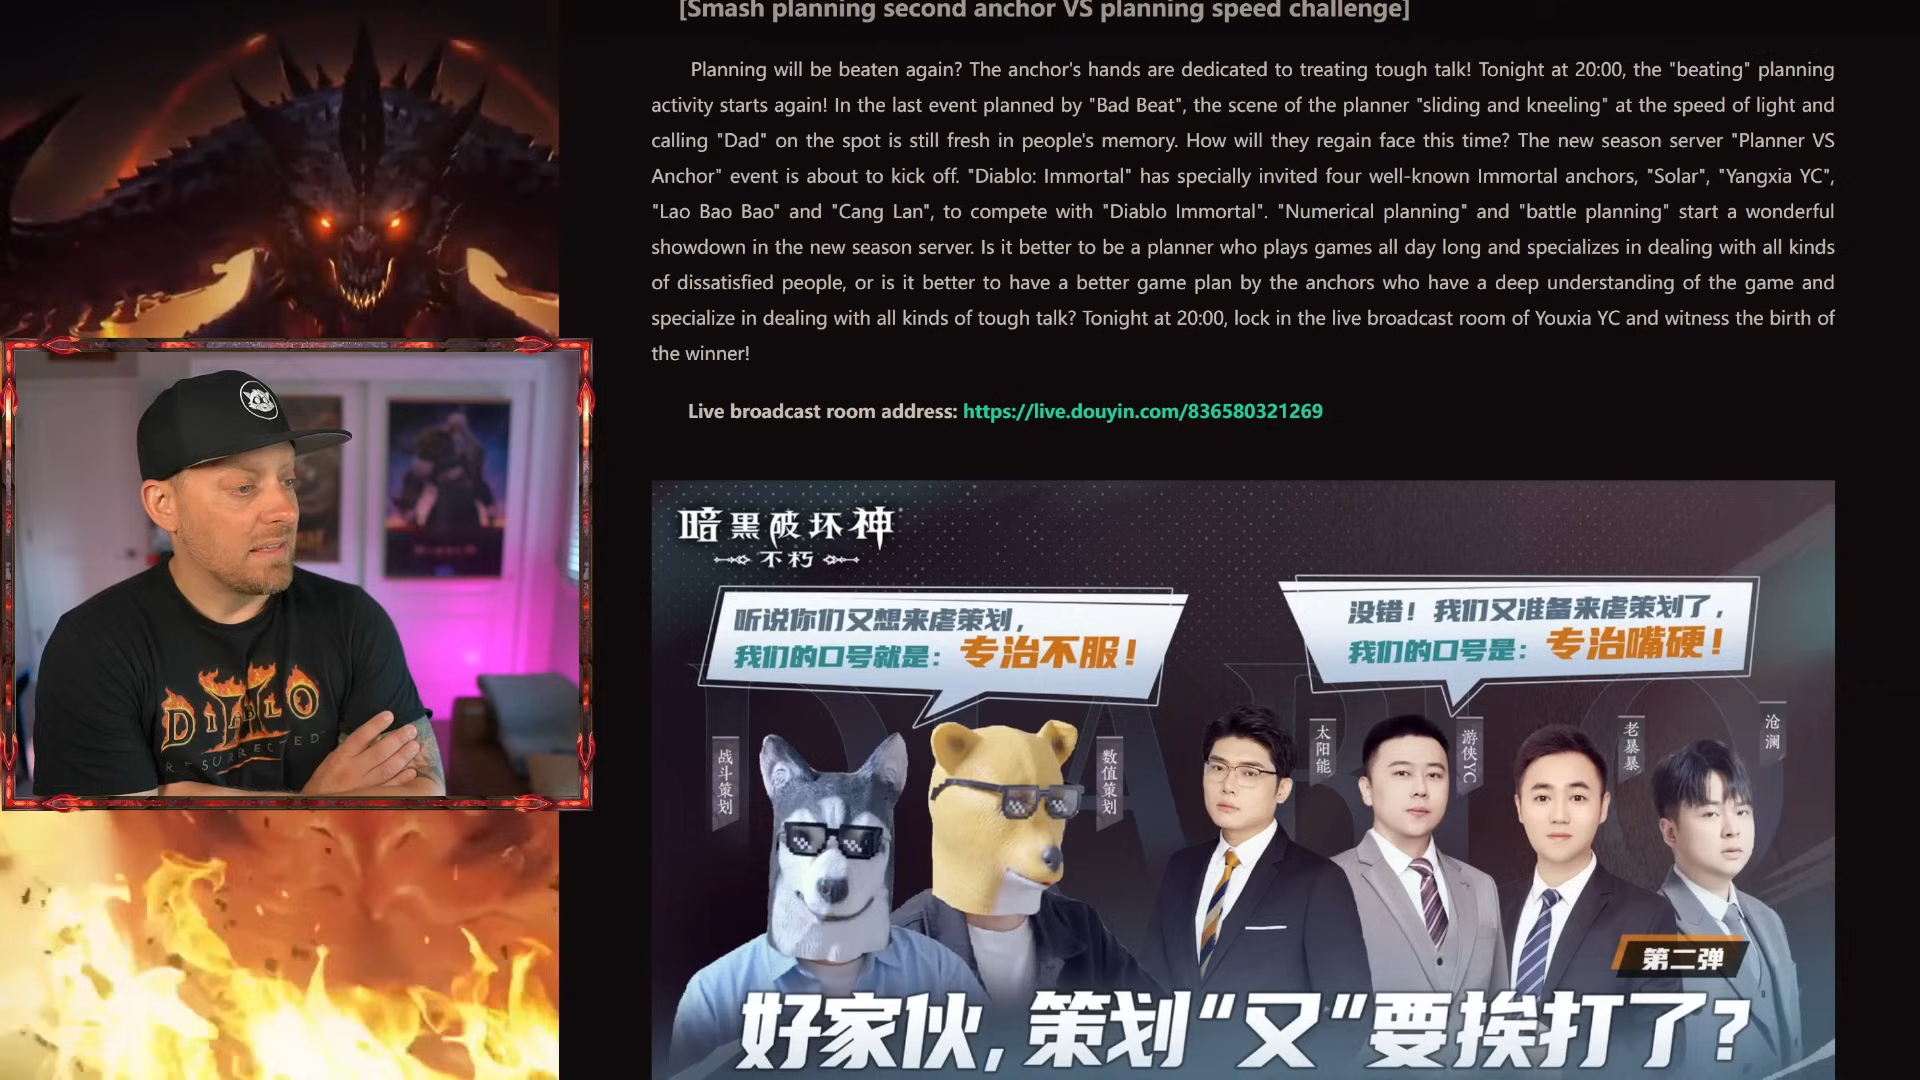 [Smash planning second anchor VS planning speed challenge]
Planning will be beaten again? The anchor's hands are dedicated to treating tough talk! Tonight at 20:00, the "beating" planning
activity starts again! In the last event planned by "Bad Beat", the scene of the planner "sliding and kneeling" at the speed of light and
calling "Dad" on the spot is still fresh in people's memory. How will they regain face this time? The new season server "Planner VS
Anchor" event is about to kick off. "Diablo: Immortal" has specially invited four well-known Immortal anchors, "Solar", "Yangxia YC",
"Lao Bao Bao" and "Cang Lan", to compete with "Diablo Immortal". "Numerical planning" and "battle planning" start a wonderful
showdown in the new season server. Is it better to be a planner who plays games all day long and specializes in dealing with all kinds
of dissatisfied people, or is it better to have a better game plan by the anchors who have a deep understanding of the game and
specialize in dealing with all kinds of tough talk? Tonight at 20:00, lock in the live broadcast room of Youxia YC and witness the birth of
the winner!
Live broadcast room address: https://live.douyin.com/836580321269
暗黑破坏神
不朽
听说你们又想来虐策划，
我们的口号就是：专治不服！
没错！我们又准备来虐策划了，
我们的口号是：专治嘴硬！
战斗策划
数值策划
太阳能
游侠YC
老暴暴
沧澜
第二弹
好家伙，策划“又”要挨打了？
DIABLO II
RESURRECTED